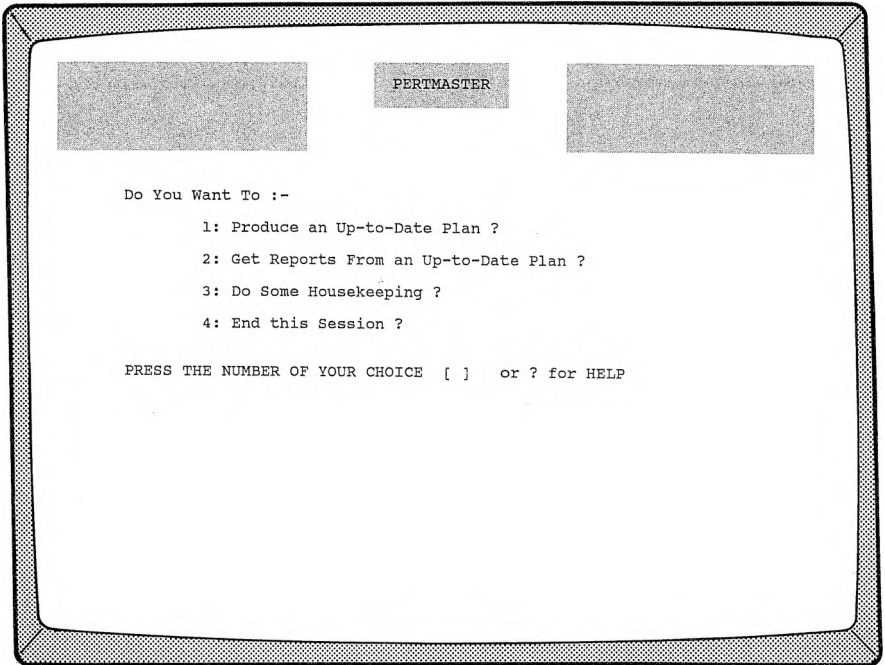 PERTMASTER
Do You Want To :-
1: Produce an Up-to-Date Plan ?
2: Get Reports From an Up-to-Date Plan ?
3: Do Some Housekeeping ?
4: End this Session ?
PRESS THE NUMBER OF YOUR CHOICE [ ] or ? for HELP